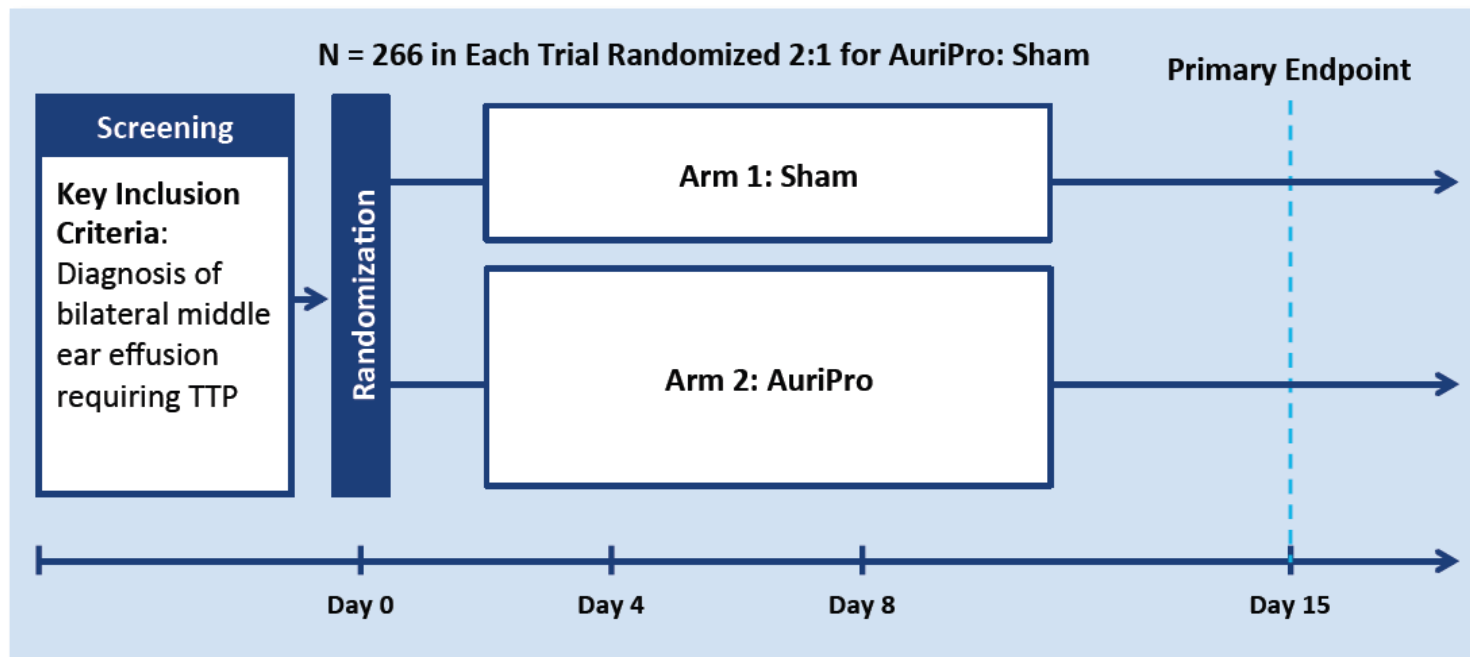 N = 266 in Each Trial Randomized 2:1 for AuriPro: Sham
Primary Endpoint
Screening
Key Inclusion
Criteria:
Diagnosis of
bilateral middle
ear effusion
requiring TTP
Randomization
Arm 1: Sham
Arm 2: AuriPro
Day 0
Day 4
Day 8
Day 15